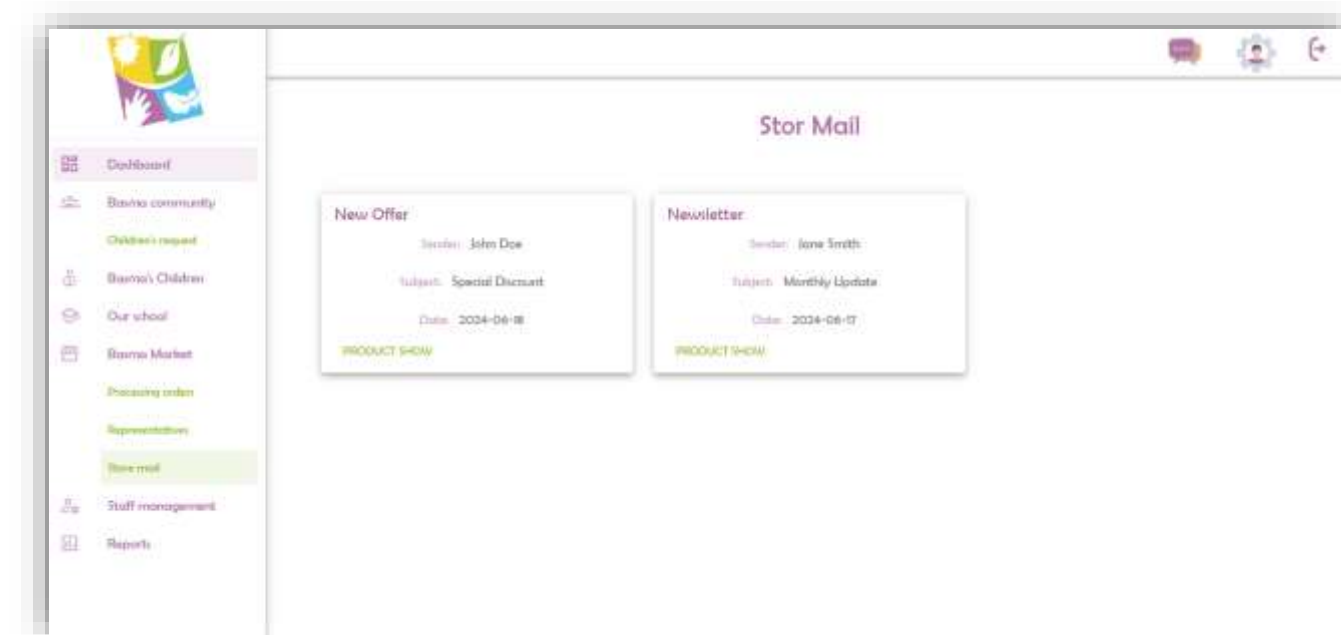 Stor Mail
Dashboard
Basma community
Children's request
Basma's Children
Our school
Basma Market
Processing orders
Representatives
Store mail
Staff management
Reports
New Offer
Sender: John Doe
Subject: Special Discount
Date: 2024-06-18
PRODUCT SHOW
Newsletter
Sender: Jane Smith
Subject: Monthly Update
Date: 2024-06-17
PRODUCT SHOW